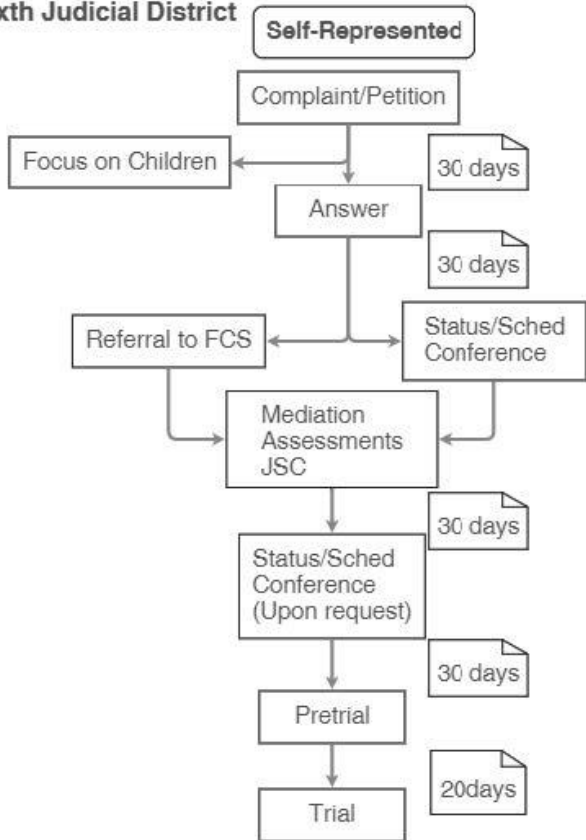 xth Judicial District
Self-Represented
Complaint/Petition
Focus on Children
30 days
Answer
30 days
Referral to FCS
Status/Sched
Conference
Mediation
Assessments
JSC
30 days
Status/Sched
Conference
(Upon request)
30 days
Pretrial
20days
Trial